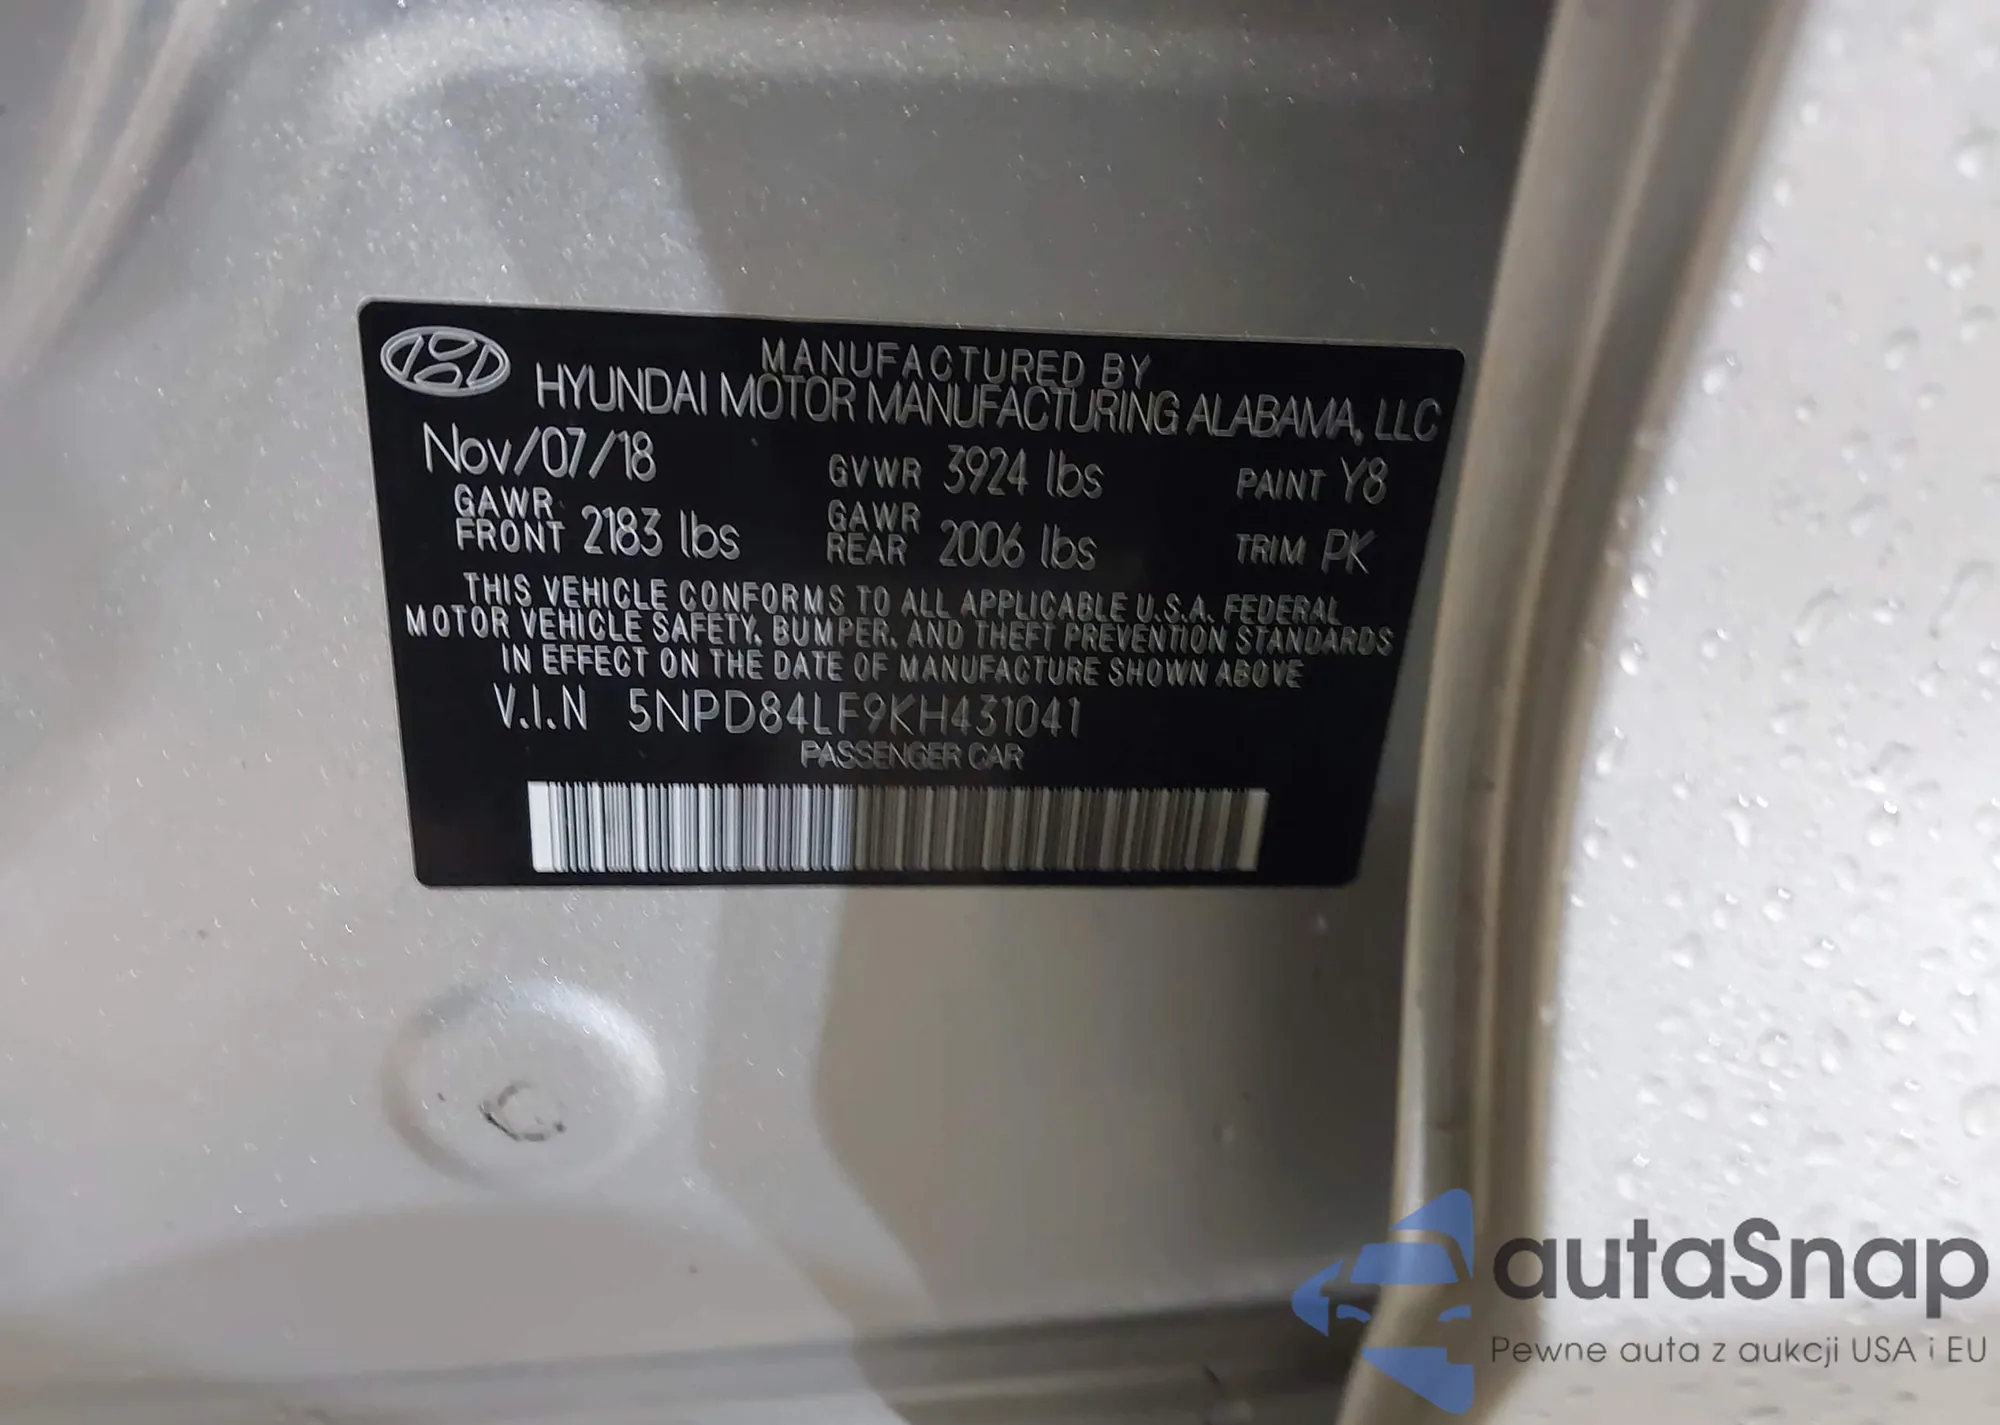 MANUFACTURED BY
HYUNDAI MOTOR MANUFACTURING ALABAMA, LLC
Nov/07/18 GVWR 3924 lbs PAINT Y8
GAWR FRONT 2183 lbs GAWR REAR 2006 lbs TRIM PK
THIS VEHICLE CONFORMS TO ALL APPLICABLE U.S.A. FEDERAL
MOTOR VEHICLE SAFETY, BUMPER, AND THEFT PREVENTION STANDARDS
IN EFFECT ON THE DATE OF MANUFACTURE SHOWN ABOVE
V.I.N 5NPD84LF9KH431041
PASSENGER CAR
autaSnap
Pewne auta z aukcji USA i EU